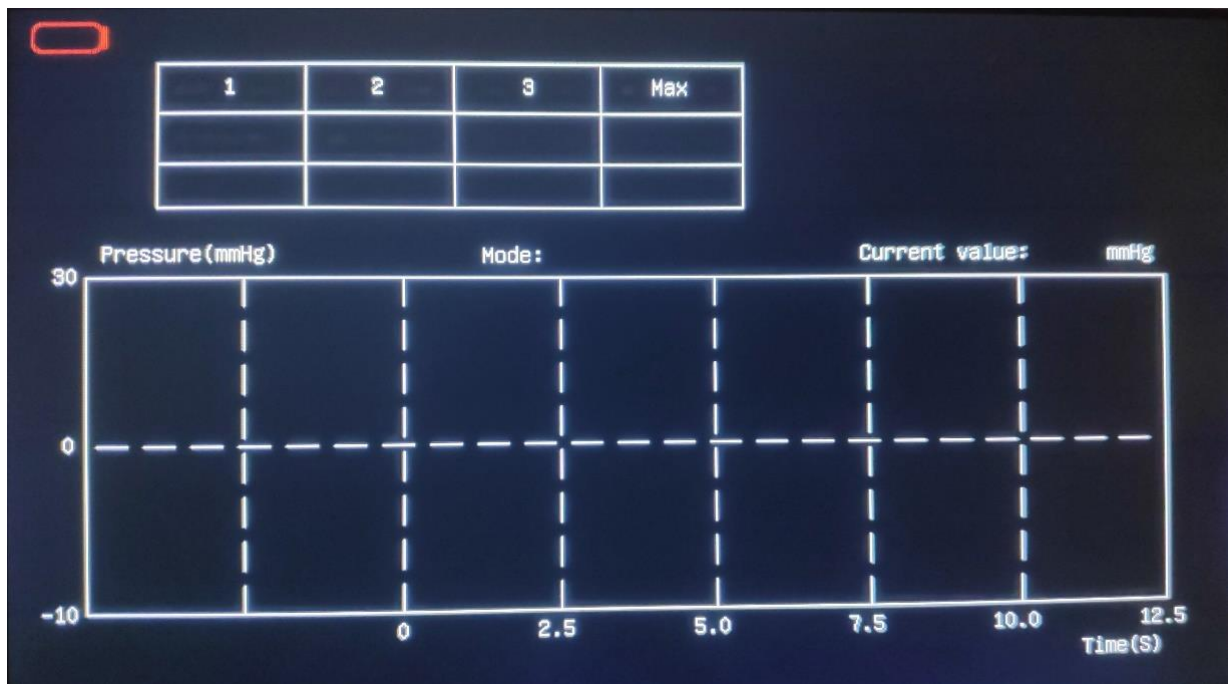 1 2 3 Max
Pressure(mmHg) Mode: Current value: mmHg
30
0
-10
0 2.5 5.0 7.5 10.0 12.5
Time(S)